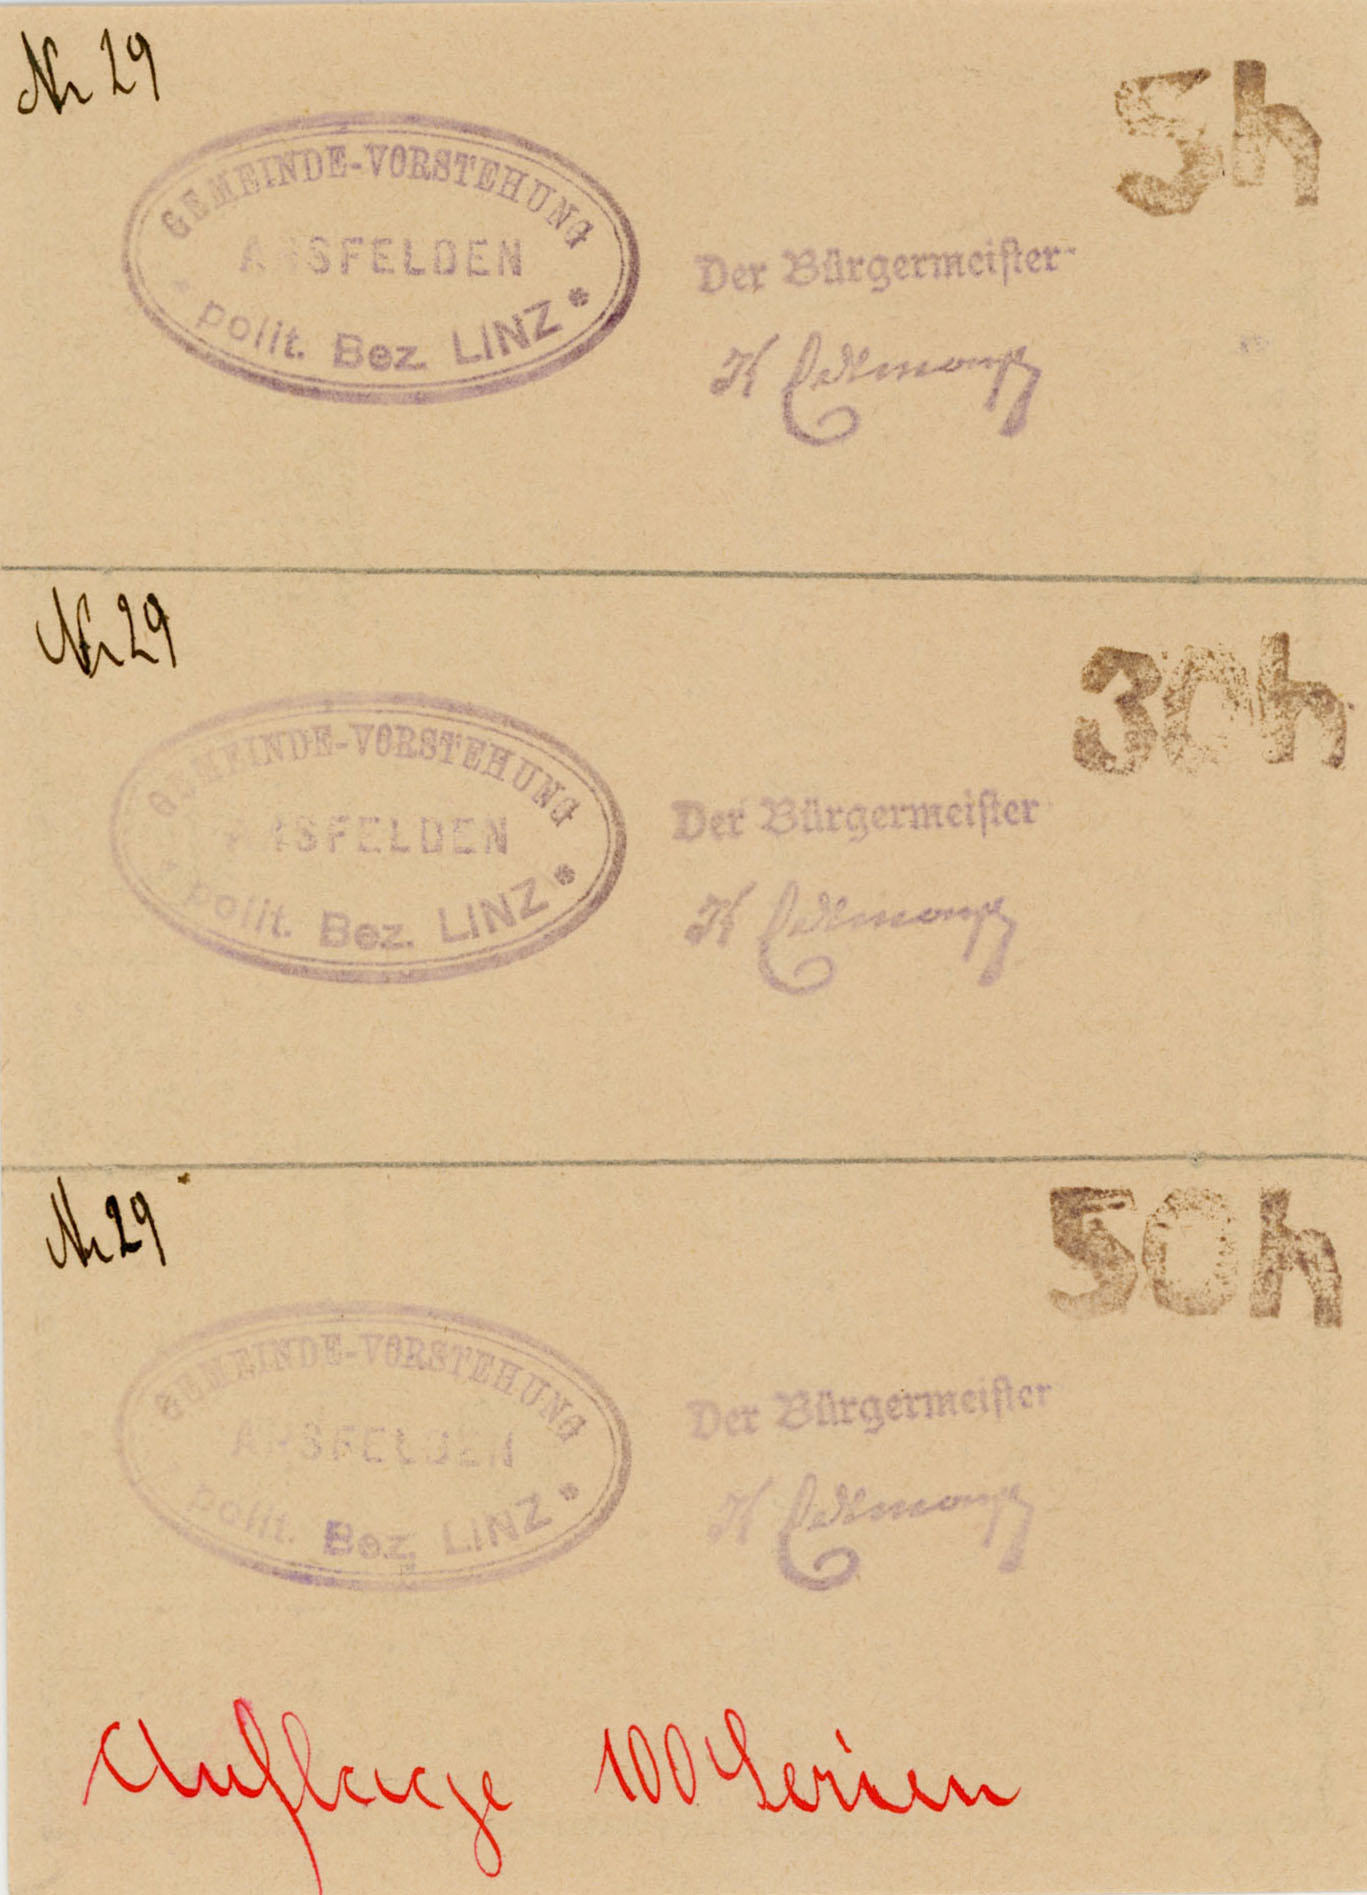 Nr 29
5h
GEMEINDE-VORSTEHUNG
ANSFELDEN
* polit. Bez. LINZ *
Der Bürgermeister
K
Nr 29
30h
GEMEINDE-VORSTEHUNG
ANSFELDEN
* polit. Bez. LINZ *
Der Bürgermeister
K
Nr 29
50h
GEMEINDE-VORSTEHUNG
ANSFELDEN
polit. Bez. LINZ *
Der Bürgermeister
K
Auflage 100 Serien